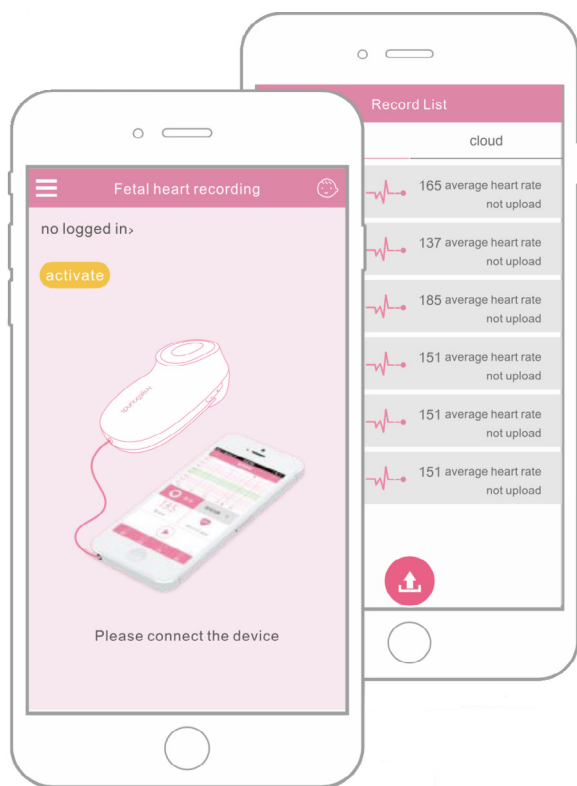 Fetal heart recording
no logged in›
activate
185
Please connect the device
Record List
cloud
165 average heart rate
not upload
137 average heart rate
not upload
185 average heart rate
not upload
151 average heart rate
not upload
151 average heart rate
not upload
151 average heart rate
not upload